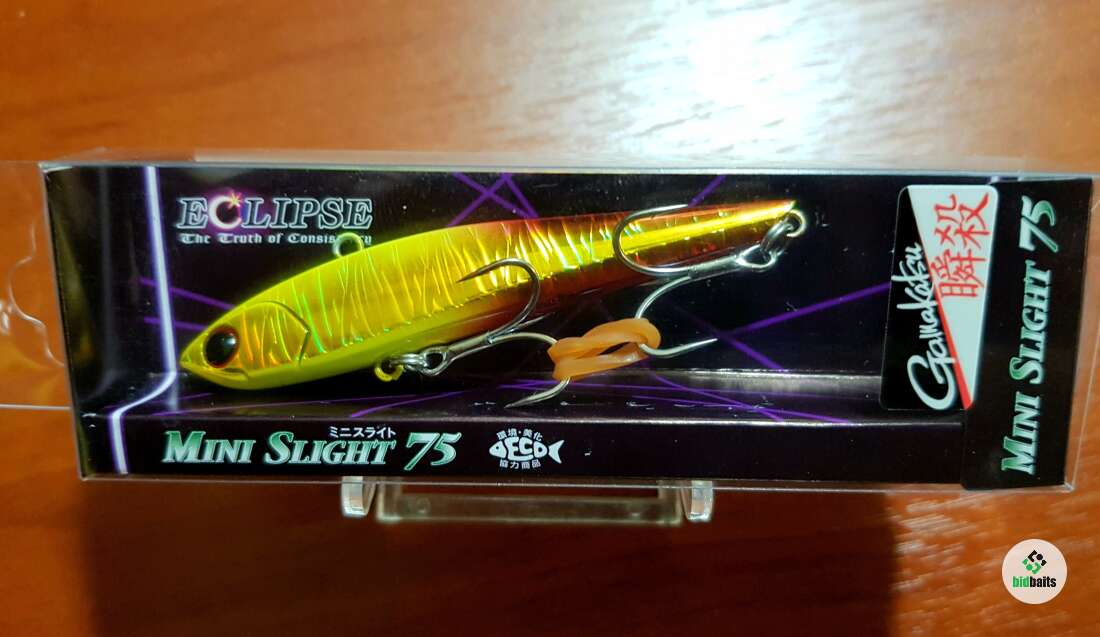 ECLIPSE
The Truth of Consistency
ミニスライト
MINI SLIGHT 75
環境・美化
ECO
協力商品
Gamakatsu
瞬殺
MINI SLIGHT 75
bidbaits